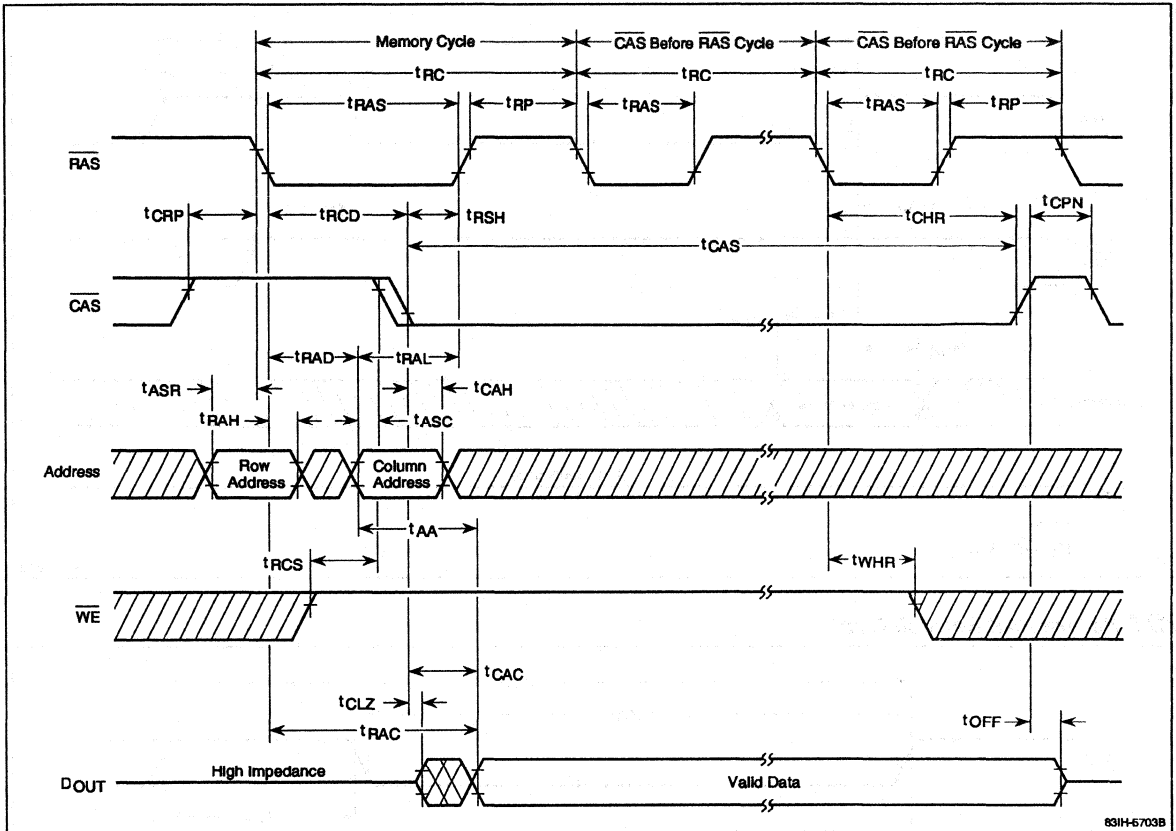 Memory Cycle
CAS Before RAS Cycle
CAS Before RAS Cycle
tRC
tRC
tRC
tRAS
tRP
tRAS
tRAS
tRP
RAS
tCRP
tRCD
tRSH
tCHR
tCPN
tCAS
CAS
tRAD
tRAL
tASR
tCAH
tRAH
tASC
Address
Row
Address
Column
Address
tAA
tRCS
tWHR
WE
tCAC
tCLZ
tOFF
tRAC
High Impedance
DOUT
Valid Data
83IH-5703B